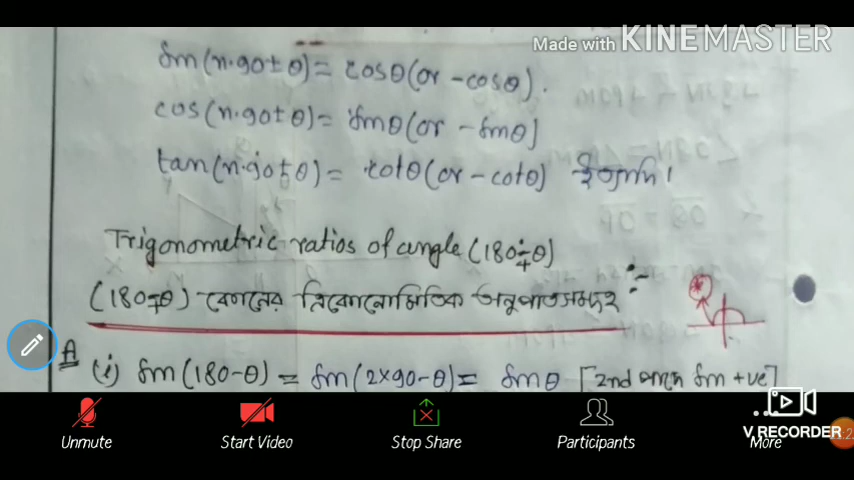 Made with KINEMASTER
sin(n·90±θ)= cosθ(or -cosθ).
cos(n·90±θ)= sinθ(or - sinθ)
tan(n·90±θ)= cotθ(or - cotθ) ইত্যাদি।
Trigonometric ratios of angle (180∓θ)
(180∓θ) কোনের ত্রিকোনোমিতিক অনুপাতসমূহ :-
A (i) sin(180-θ) = sin(2×90-θ)= sinθ [2nd sin +ve]
Unmute Start Video Stop Share Participants More
V.RECORDER